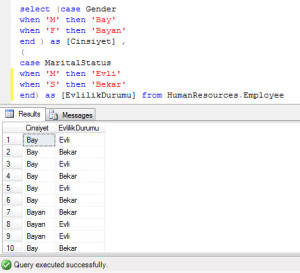 select (case Gender
when 'M' then 'Bay'
when 'F' then 'Bayan'
end ) as [Cinsiyet] ,
(
case MaritalStatus
when 'M' then 'Evli'
when 'S' then 'Bekar'
end) as [EvlilikDurumu] from HumanResources.Employee
Results Messages
Cinsiyet EvlilikDurumu
1 Bay Evli
2 Bay Bekar
3 Bay Evli
4 Bay Bekar
5 Bay Evli
6 Bay Bekar
7 Bayan Bekar
8 Bayan Evli
9 Bayan Evli
10 Bay Bekar
Query executed successfully.